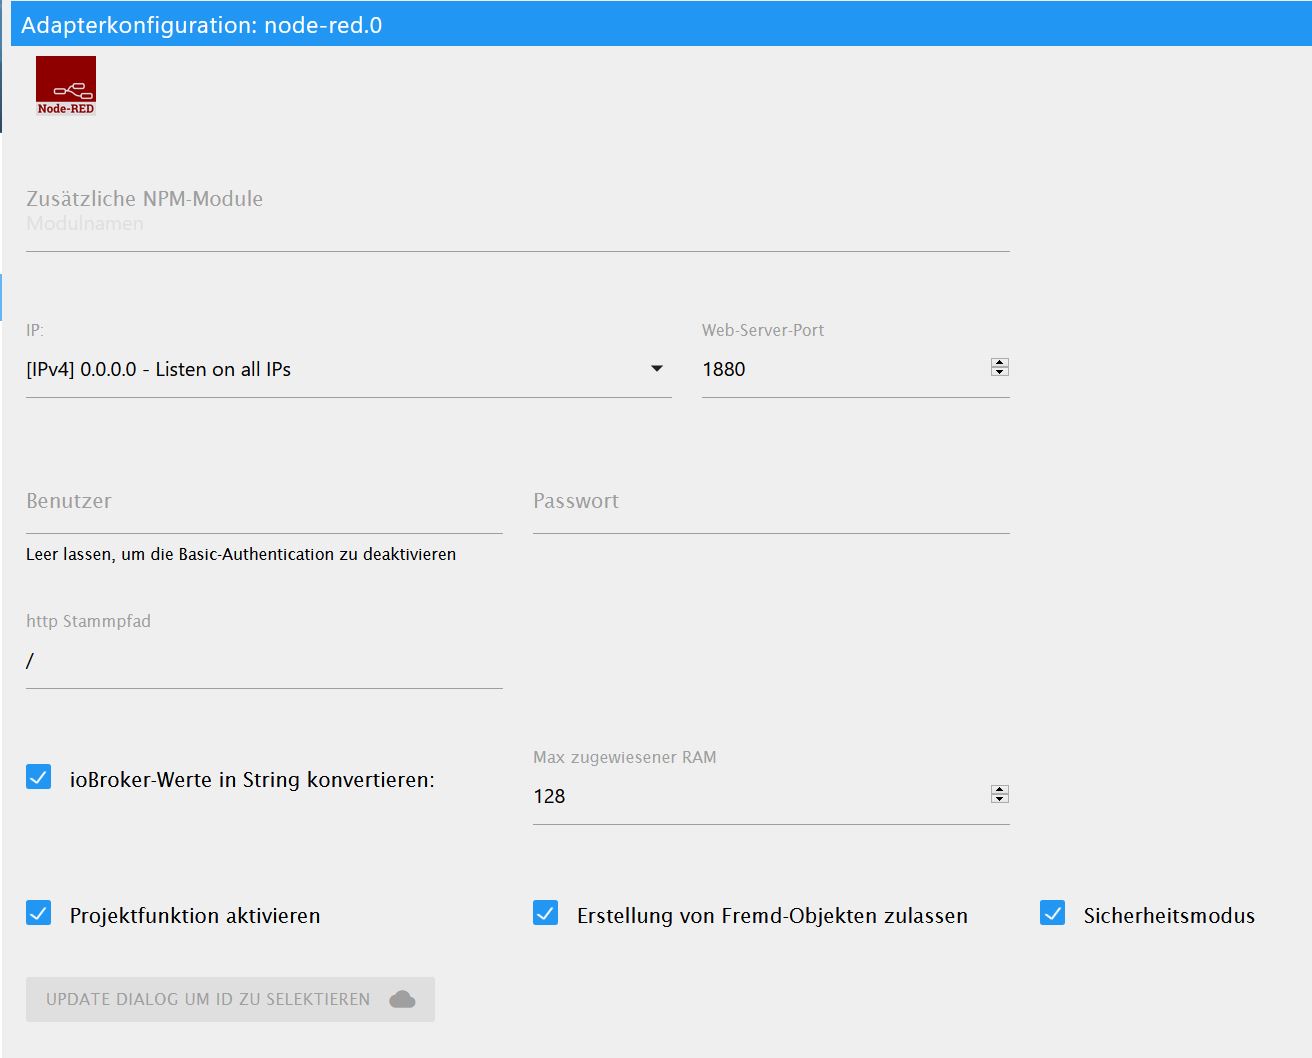 Adapterkonfiguration: node-red.0
Node-RED
Zusätzliche NPM-Module
Modulnamen
IP:
[IPv4] 0.0.0.0 - Listen on all IPs
Web-Server-Port
1880
Benutzer
Passwort
Leer lassen, um die Basic-Authentication zu deaktivieren
http Stammpfad
/
ioBroker-Werte in String konvertieren:
Max zugewiesener RAM
128
Projektfunktion aktivieren
Erstellung von Fremd-Objekten zulassen
Sicherheitsmodus
UPDATE DIALOG UM ID ZU SELEKTIEREN